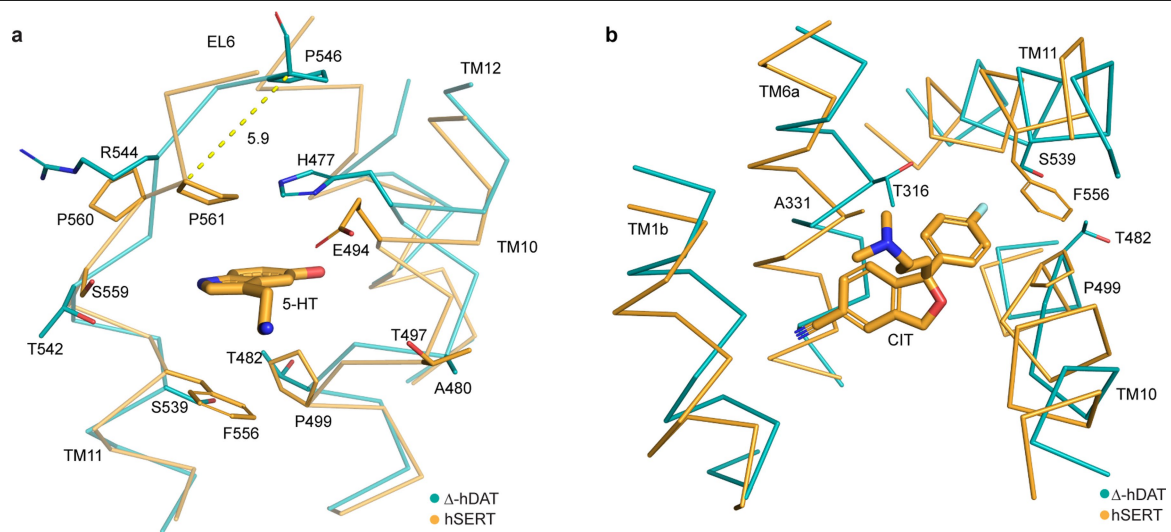 a
EL6
P546
TM12
5.9
R544
H477
P560
P561
E494
TM10
S559
5-HT
T542
T482
T497
A480
S539
F556
P499
TM11
Δ-hDAT
hSERT
b
TM11
TM6a
S539
T316
F556
A331
TM1b
T482
P499
CIT
TM10
Δ-hDAT
hSERT